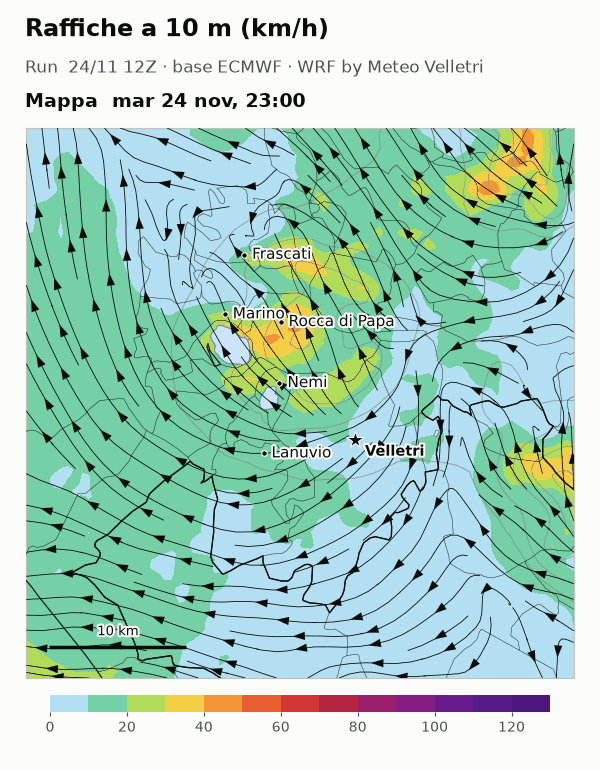 Raffiche a 10 m (km/h)
Run  24/11 12Z · base ECMWF · WRF by Meteo Velletri
Mappa  mar 24 nov, 23:00
Frascati
Marino
Rocca di Papa
Nemi
Velletri
Lanuvio
10 km
0 20 40 60 80 100 120